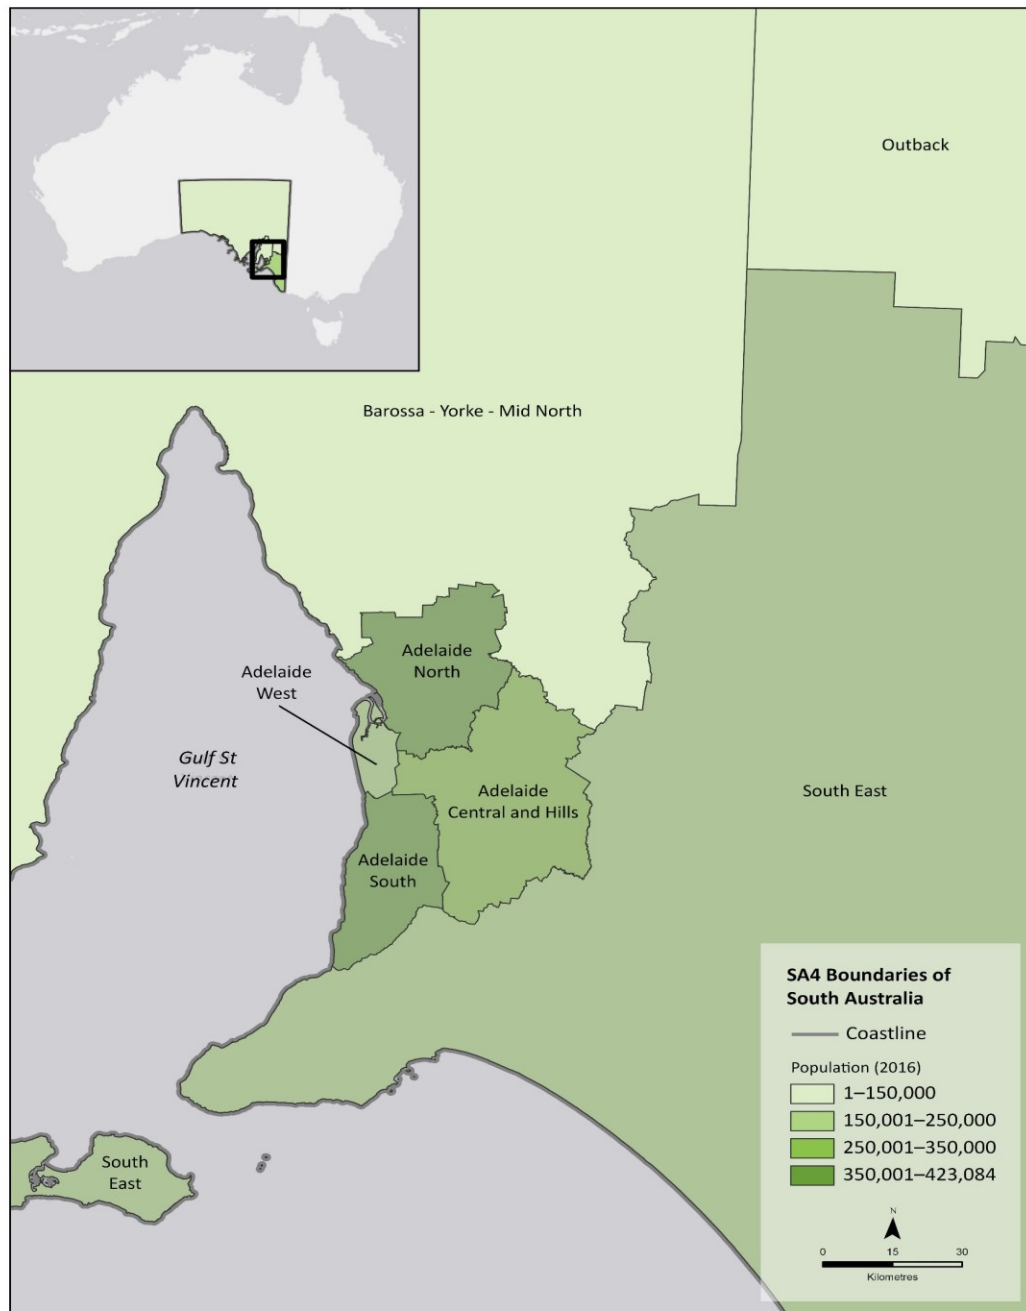 Outback
Barossa - Yorke - Mid North
Adelaide
North
Adelaide
West
Gulf St
Vincent
Adelaide
Central and Hills
South East
Adelaide
South
South
East
SA4 Boundaries of
South Australia
Coastline
Population (2016)
1–150,000
150,001–250,000
250,001–350,000
350,001–423,084
N
0 15 30
Kilometres